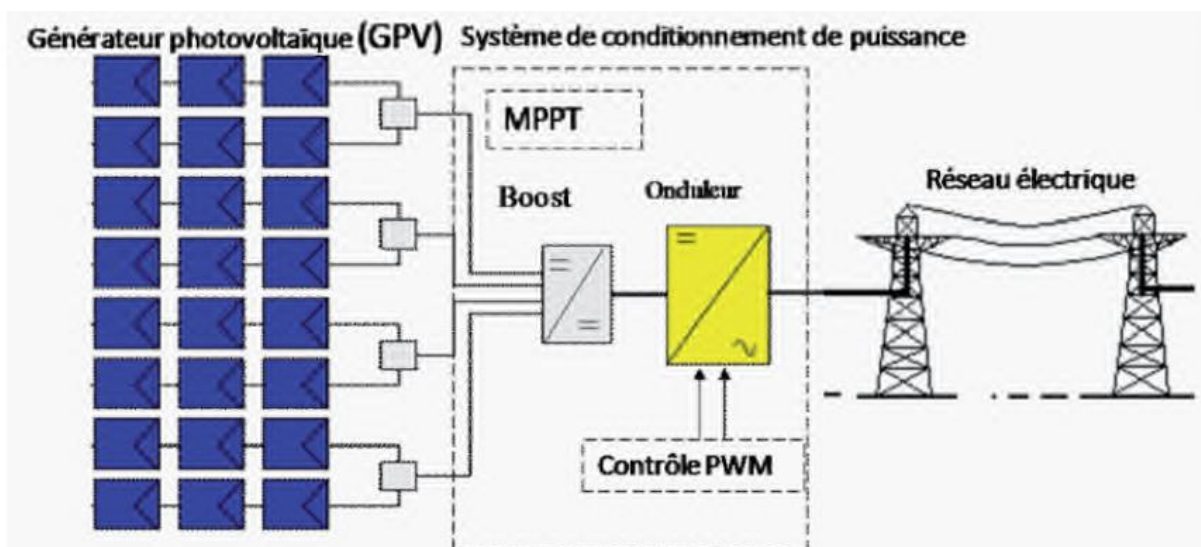 Générateur photovoltaïque (GPV) Système de conditionnement de puissance
MPPT
Boost
Onduleur
Réseau électrique
Contrôle PWM